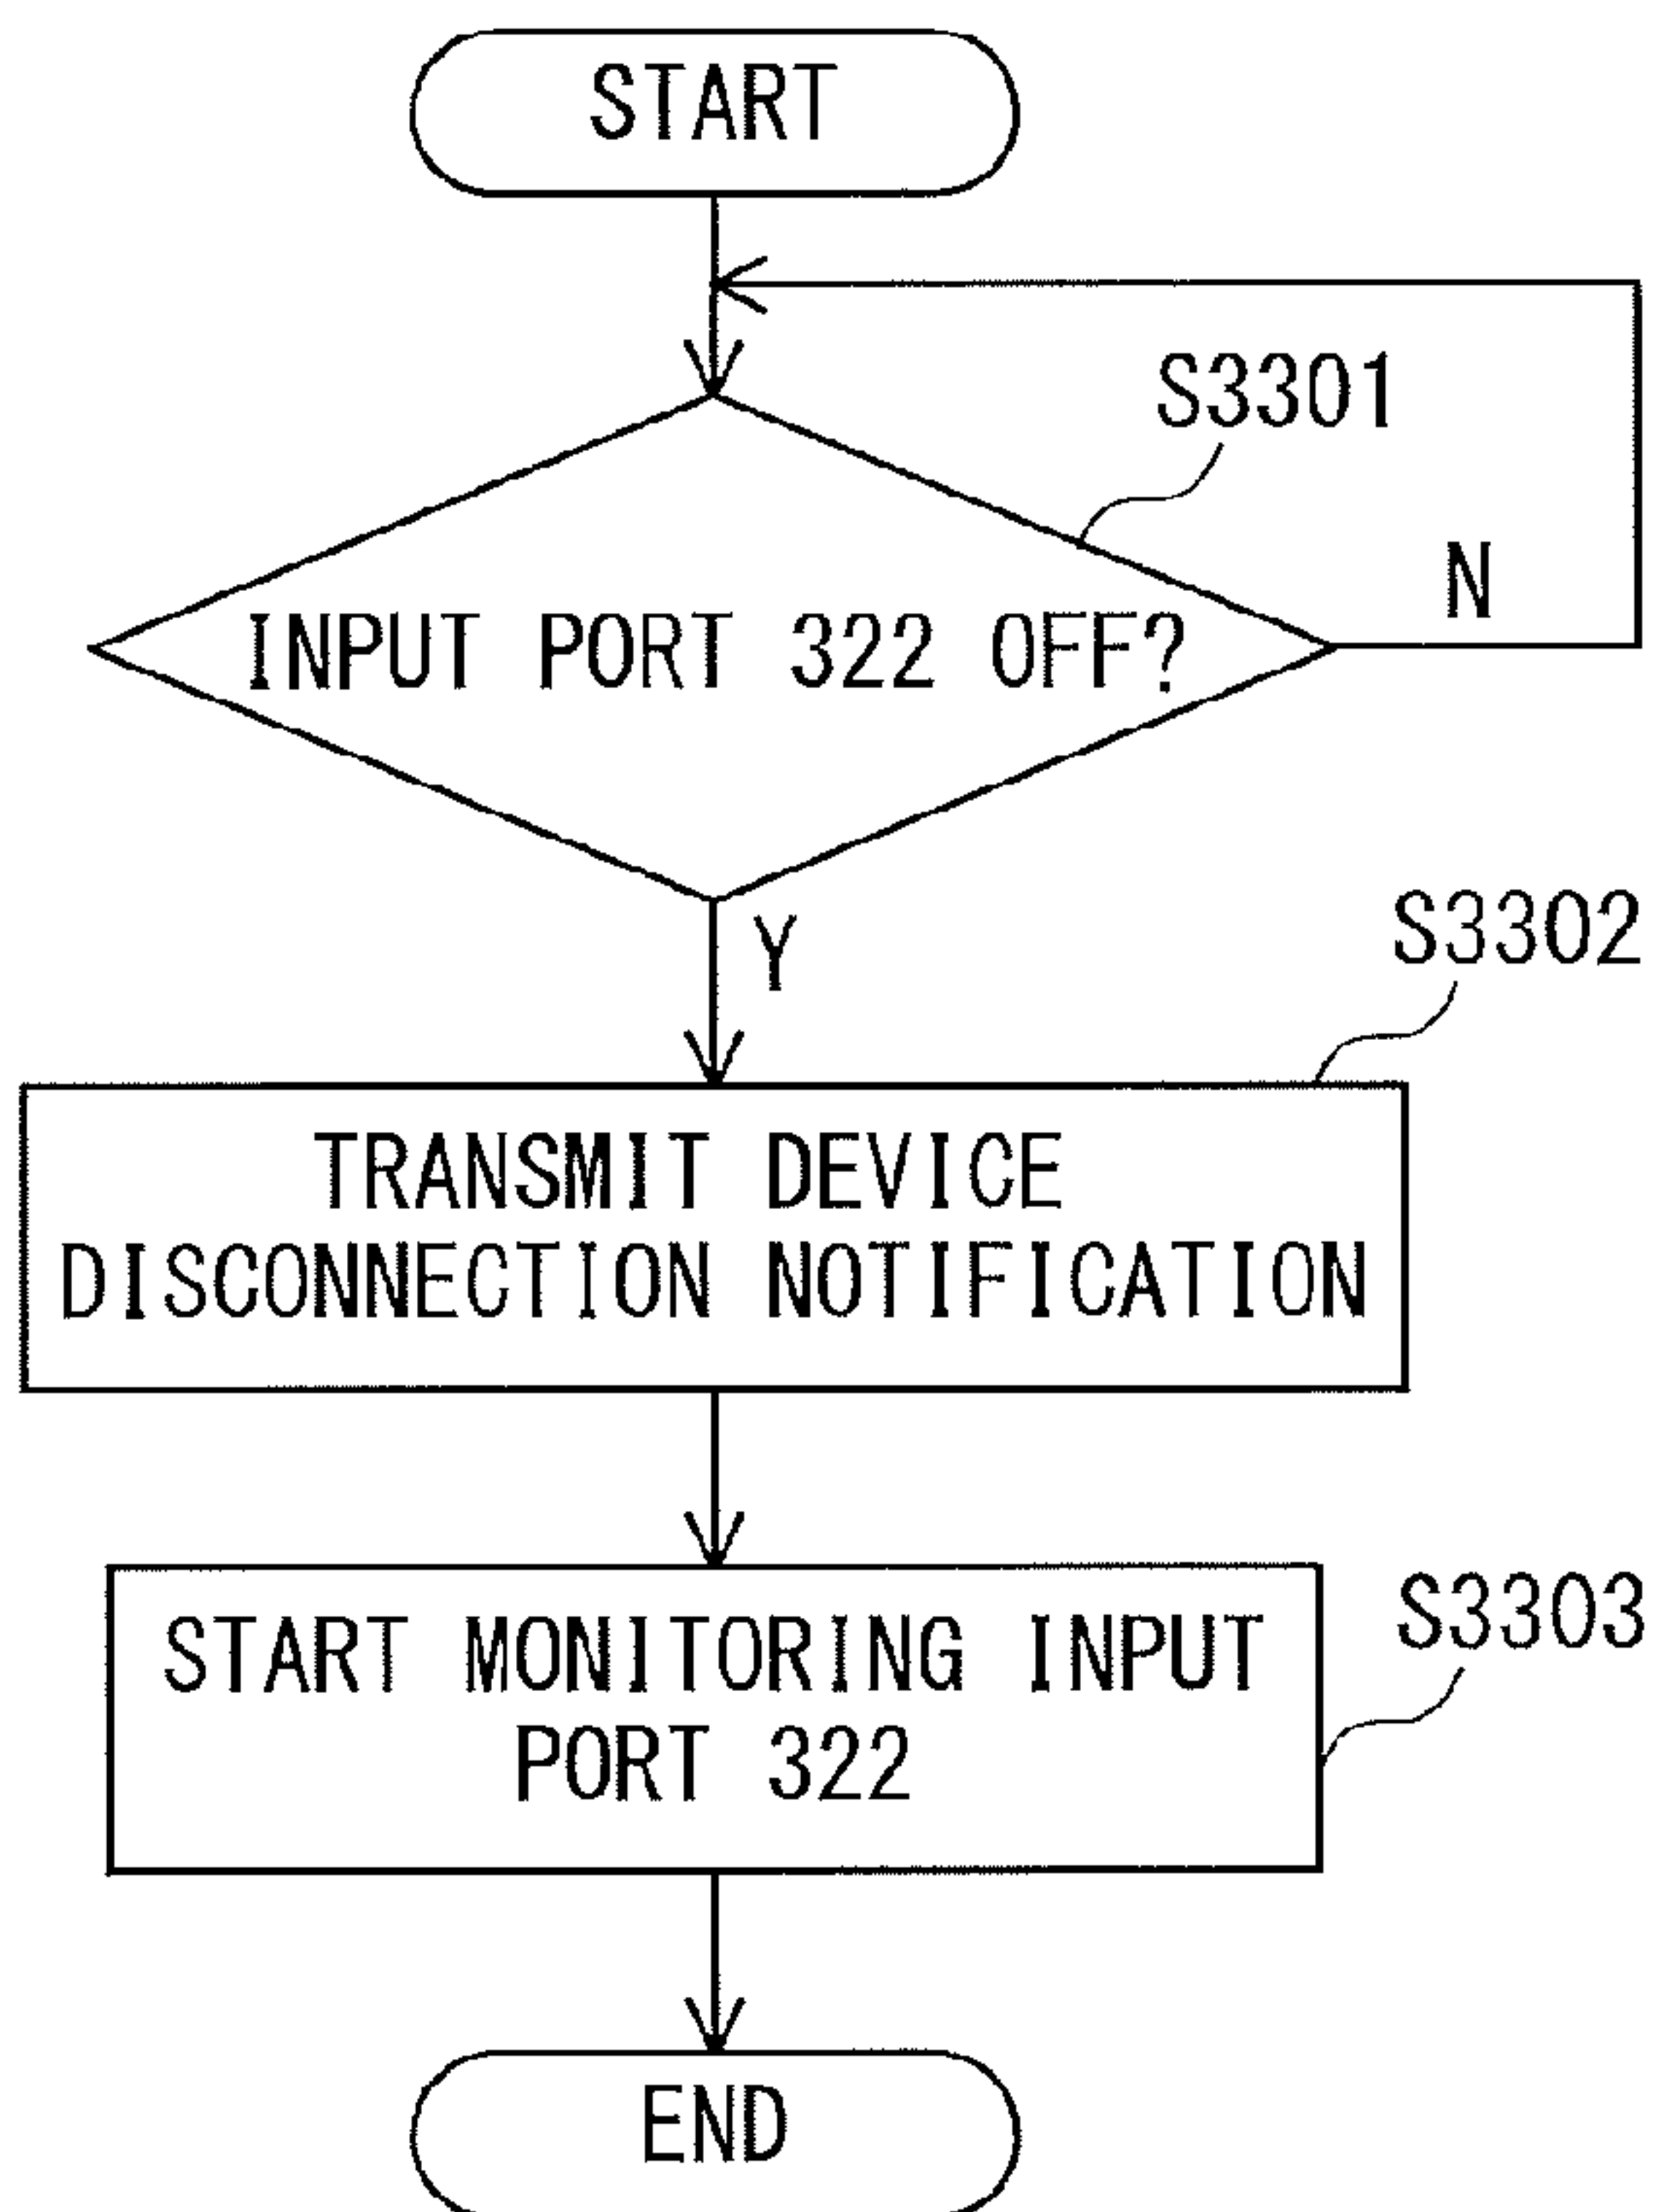 START
S3301
N
INPUT PORT 322 OFF?
Y
S3302
TRANSMIT DEVICE
DISCONNECTION NOTIFICATION
S3303
START MONITORING INPUT
PORT 322
END